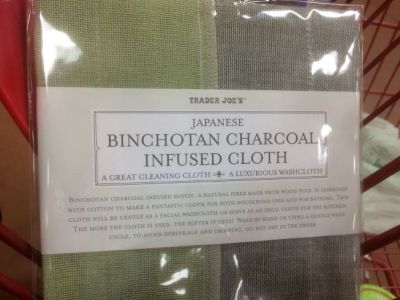 TRADER JOE'S
JAPANESE
BINCHOTAN CHARCOAL
INFUSED CLOTH
A GREAT CLEANING CLOTH A LUXURIOUS WASHCLOTH
BINCHOTAN CHARCOAL INFUSED RAYON, A NATURAL FIBER MADE FROM WOOD PULP, IS COMBINED
WITH COTTON TO MAKE A FANTASTIC CLOTH FOR BOTH HOUSEHOLD USES AND FOR BATHING. THIS
CLOTH WILL BE GENTLE AS A FACIAL WASHCLOTH OR SERVE AS AN IDEAL CLOTH FOR THE KITCHEN.
THE MORE THE CLOTH IS USED, THE SOFTER IT GETS! WASH BY HAND OR USING A GENTLE WASH
CYCLE. TO AVOID SHRINKAGE AND CRIMPING, DO NOT DRY IN THE DRYER.